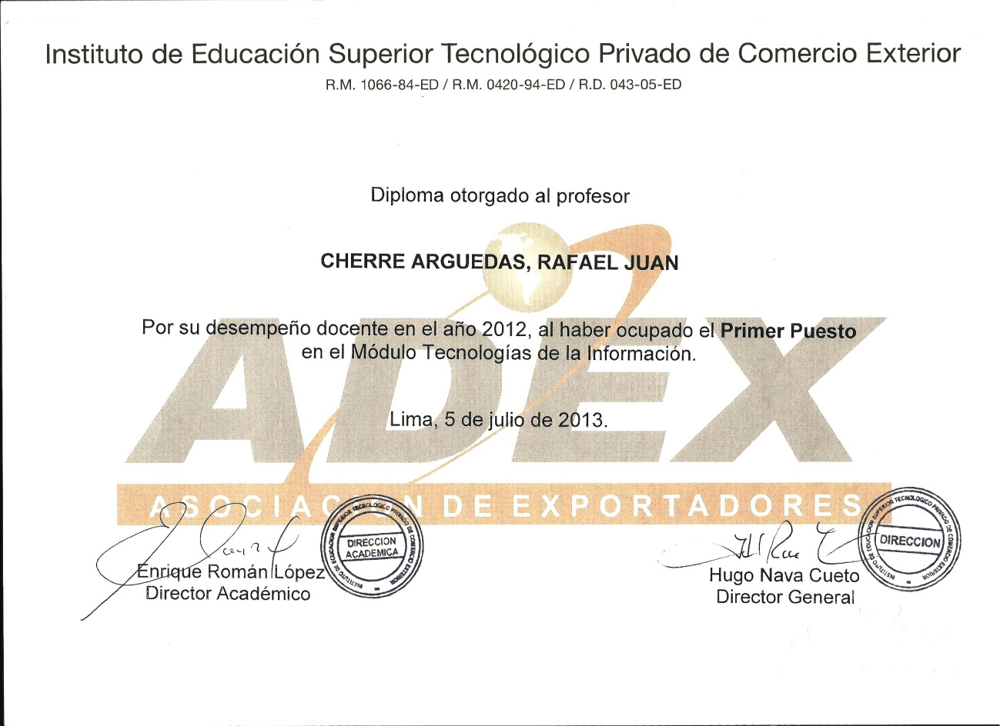 Instituto de Educación Superior Tecnológico Privado de Comercio Exterior
R.M. 1066-84-ED / R.M. 0420-94-ED / R.D. 043-05-ED
Diploma otorgado al profesor
CHERRE ARGUEDAS, RAFAEL JUAN
Por su desempeño docente en el año 2012, al haber ocupado el Primer Puesto
en el Módulo Tecnologías de la Información.
Lima, 5 de julio de 2013.
ADEX
ASOCIACION DE EXPORTADORES
Enrique Román López
Director Académico
INSTITUTO DE EDUCACION SUPERIOR TECNOLOGICO PRIVADO DE COMERCIO EXTERIOR
DIRECCION
ACADEMICA
Hugo Nava Cueto
Director General
INSTITUTO DE EDUCACION SUPERIOR TECNOLOGICO PRIVADO DE COMERCIO EXTERIOR
DIRECCION